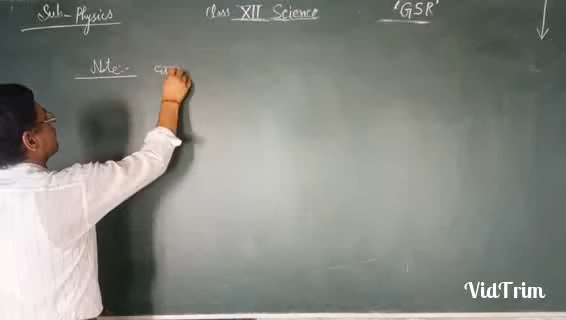 Sub:- Physics Class XII Science 'GSR'
Note:-
VidTrim